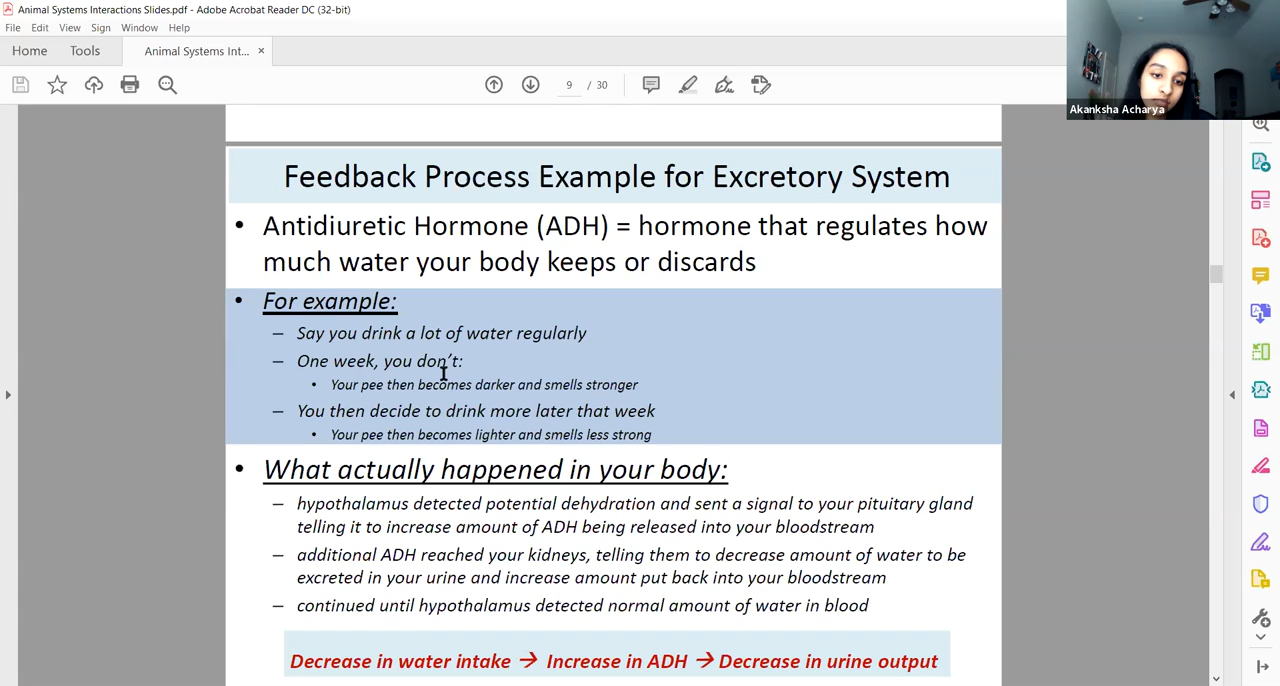 Animal Systems Interactions Slides.pdf - Adobe Acrobat Reader DC (32-bit)
File Edit View Sign Window Help
Home Tools Animal Systems Int... ×
9 / 30
Akanksha Acharya
Feedback Process Example for Excretory System
• Antidiuretic Hormone (ADH) = hormone that regulates how
much water your body keeps or discards
• For example:
– Say you drink a lot of water regularly
– One week, you don't:
• Your pee then becomes darker and smells stronger
– You then decide to drink more later that week
• Your pee then becomes lighter and smells less strong
• What actually happened in your body:
– hypothalamus detected potential dehydration and sent a signal to your pituitary gland
telling it to increase amount of ADH being released into your bloodstream
– additional ADH reached your kidneys, telling them to decrease amount of water to be
excreted in your urine and increase amount put back into your bloodstream
– continued until hypothalamus detected normal amount of water in blood
Decrease in water intake → Increase in ADH → Decrease in urine output